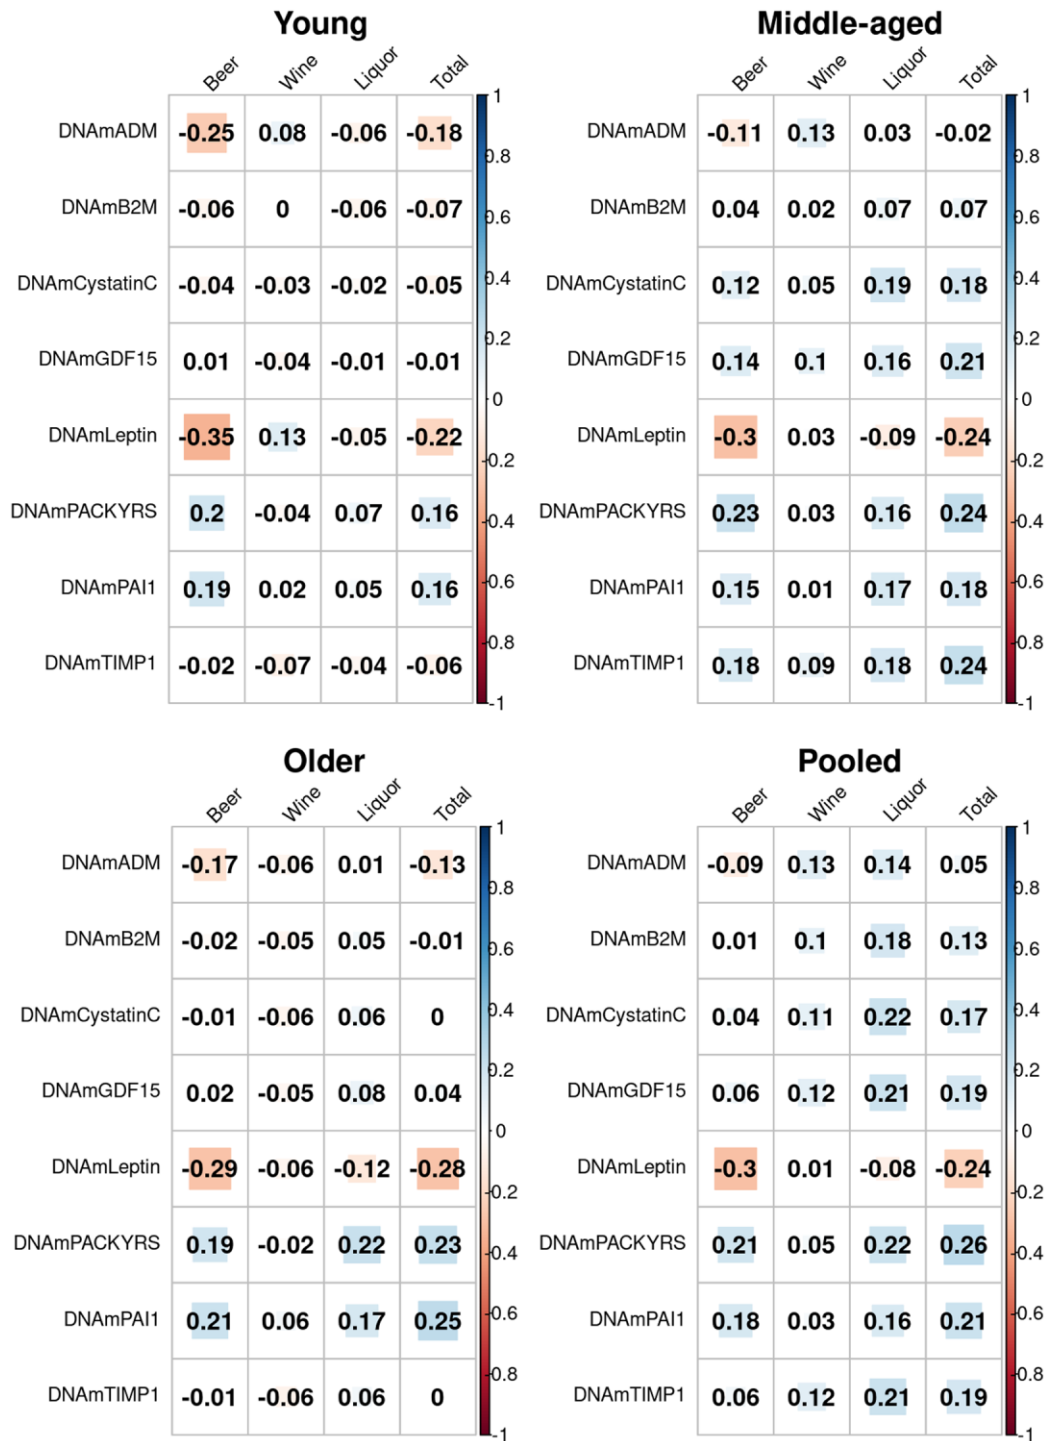 Young
Beer Wine Liquor Total
DNAmADM -0.25 0.08 -0.06 -0.18
DNAmB2M -0.06 0 -0.06 -0.07
DNAmCystatinC -0.04 -0.03 -0.02 -0.05
DNAmGDF15 0.01 -0.04 -0.01 -0.01
DNAmLeptin -0.35 0.13 -0.05 -0.22
DNAmPACKYRS 0.2 -0.04 0.07 0.16
DNAmPAI1 0.19 0.02 0.05 0.16
DNAmTIMP1 -0.02 -0.07 -0.04 -0.06
1
0.8
0.6
0.4
0.2
0
-0.2
-0.4
-0.6
-0.8
-1
Middle-aged
Beer Wine Liquor Total
DNAmADM -0.11 0.13 0.03 -0.02
DNAmB2M 0.04 0.02 0.07 0.07
DNAmCystatinC 0.12 0.05 0.19 0.18
DNAmGDF15 0.14 0.1 0.16 0.21
DNAmLeptin -0.3 0.03 -0.09 -0.24
DNAmPACKYRS 0.23 0.03 0.16 0.24
DNAmPAI1 0.15 0.01 0.17 0.18
DNAmTIMP1 0.18 0.09 0.18 0.24
1
0.8
0.6
0.4
0.2
0
-0.2
-0.4
-0.6
-0.8
-1
Older
Beer Wine Liquor Total
DNAmADM -0.17 -0.06 0.01 -0.13
DNAmB2M -0.02 -0.05 0.05 -0.01
DNAmCystatinC -0.01 -0.06 0.06 0
DNAmGDF15 0.02 -0.05 0.08 0.04
DNAmLeptin -0.29 -0.06 -0.12 -0.28
DNAmPACKYRS 0.19 -0.02 0.22 0.23
DNAmPAI1 0.21 0.06 0.17 0.25
DNAmTIMP1 -0.01 -0.06 0.06 0
1
0.8
0.6
0.4
0.2
0
-0.2
-0.4
-0.6
-0.8
-1
Pooled
Beer Wine Liquor Total
DNAmADM -0.09 0.13 0.14 0.05
DNAmB2M 0.01 0.1 0.18 0.13
DNAmCystatinC 0.04 0.11 0.22 0.17
DNAmGDF15 0.06 0.12 0.21 0.19
DNAmLeptin -0.3 0.01 -0.08 -0.24
DNAmPACKYRS 0.21 0.05 0.22 0.26
DNAmPAI1 0.18 0.03 0.16 0.21
DNAmTIMP1 0.06 0.12 0.21 0.19
1
0.8
0.6
0.4
0.2
0
-0.2
-0.4
-0.6
-0.8
-1